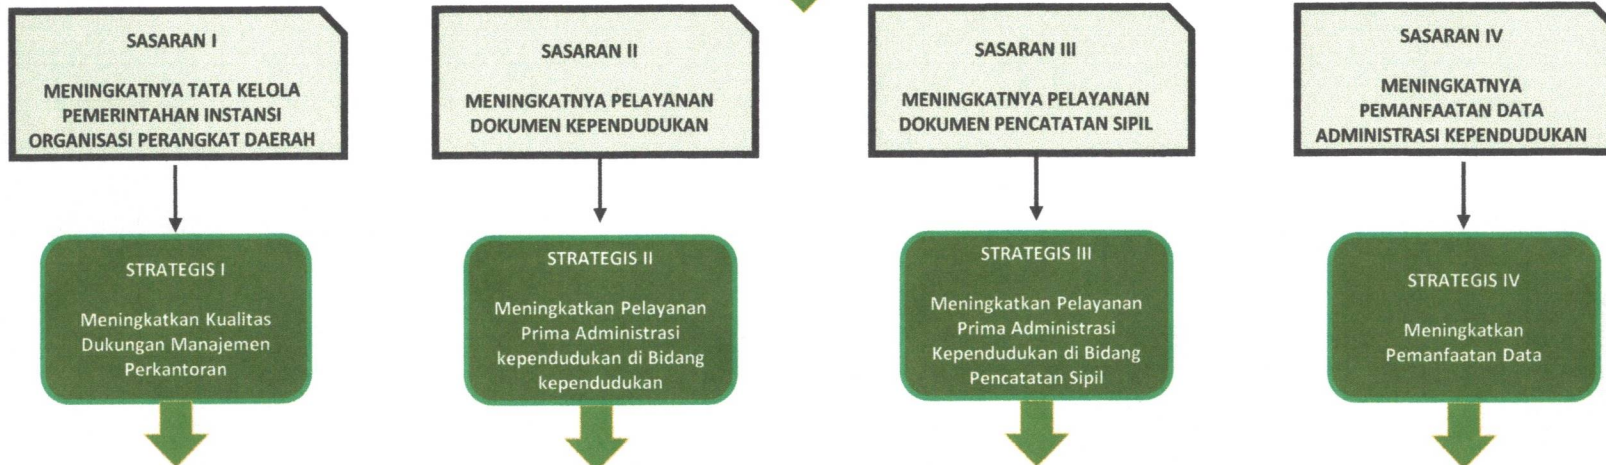 SASARAN I
MENINGKATNYA TATA KELOLA
PEMERINTAHAN INSTANSI
ORGANISASI PERANGKAT DAERAH
SASARAN II
MENINGKATNYA PELAYANAN
DOKUMEN KEPENDUDUKAN
SASARAN III
MENINGKATNYA PELAYANAN
DOKUMEN PENCATATAN SIPIL
SASARAN IV
MENINGKATNYA
PEMANFAATAN DATA
ADMINISTRASI KEPENDUDUKAN
STRATEGIS I
Meningkatkan Kualitas
Dukungan Manajemen
Perkantoran
STRATEGIS II
Meningkatkan Pelayanan
Prima Administrasi
kependudukan di Bidang
kependudukan
STRATEGIS III
Meningkatkan Pelayanan
Prima Administrasi
Kependudukan di Bidang
Pencatatan Sipil
STRATEGIS IV
Meningkatkan
Pemanfaatan Data